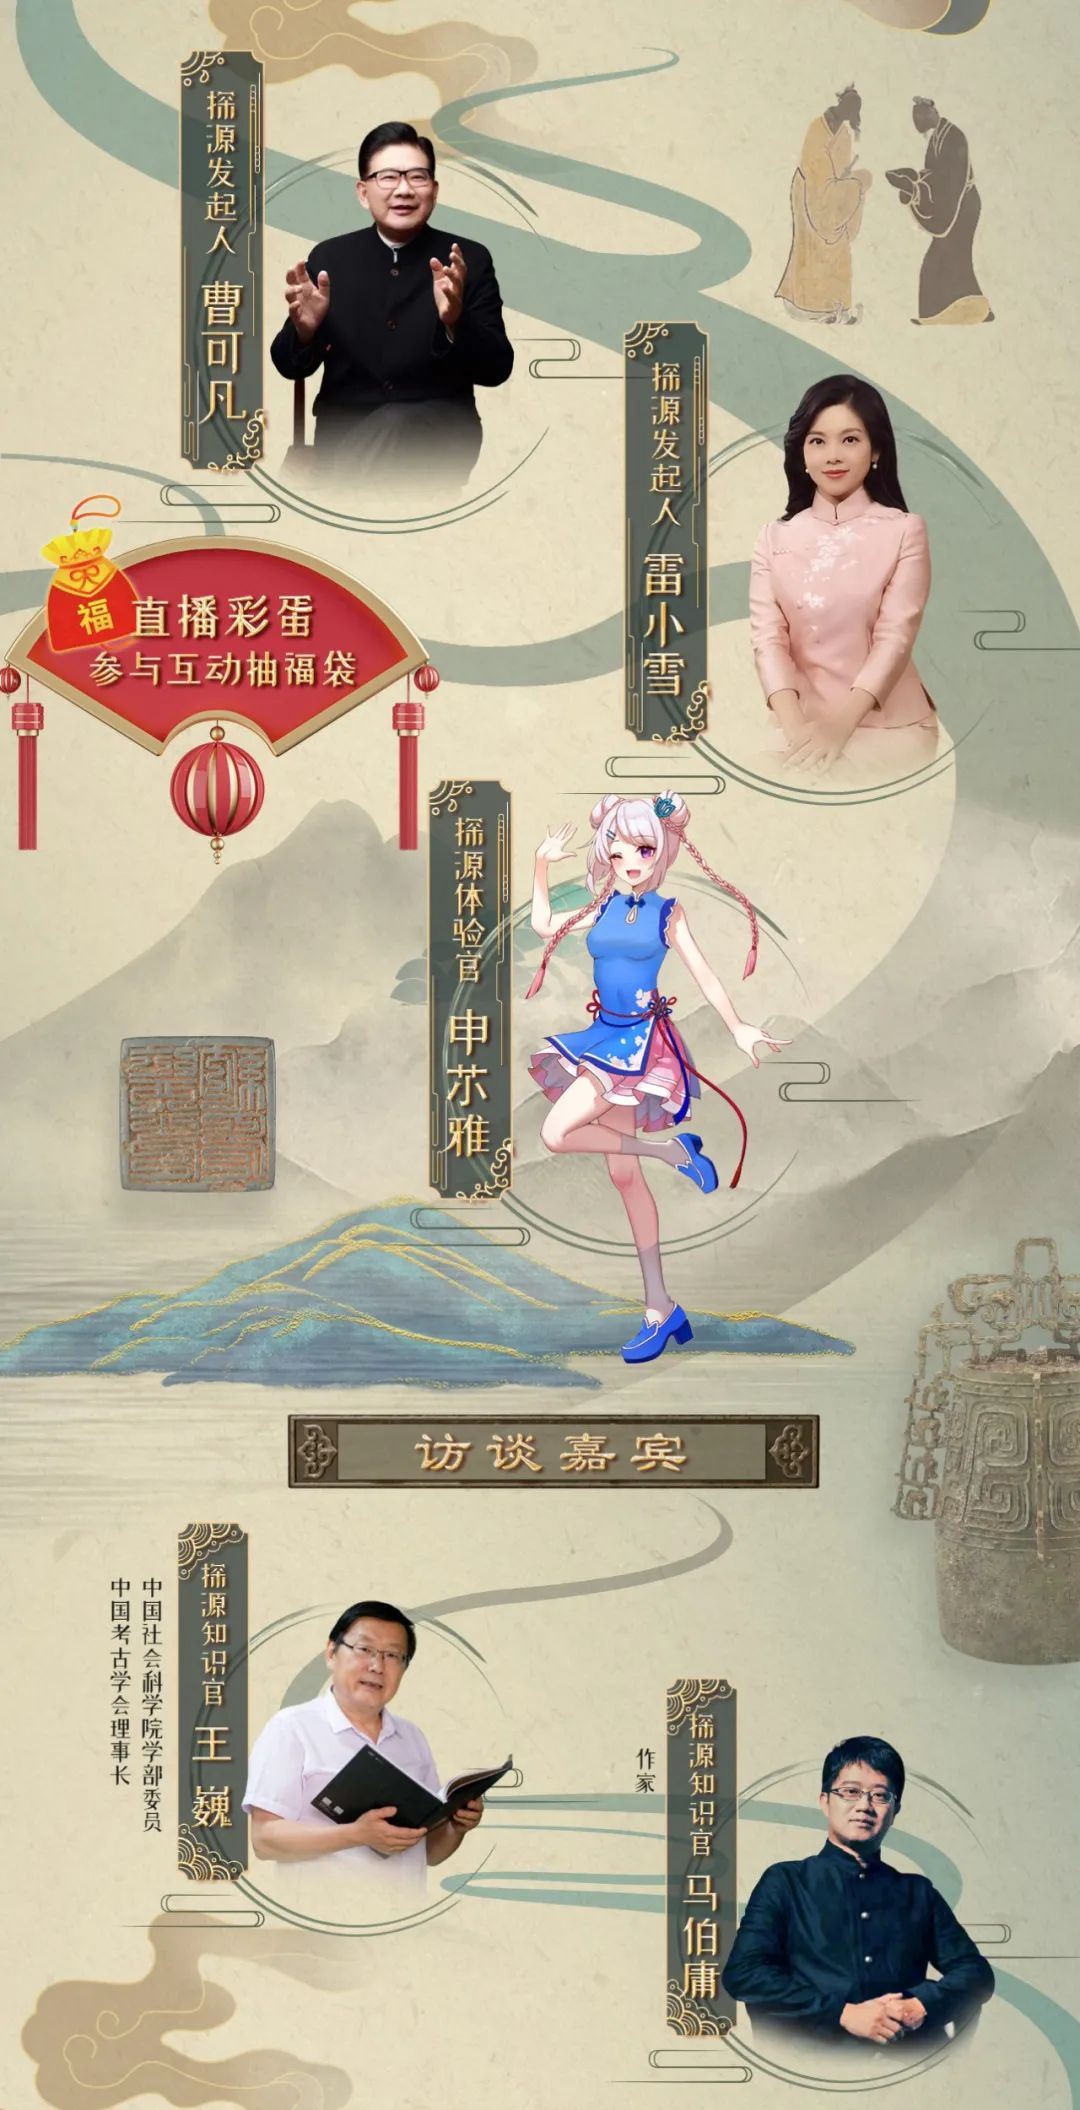 探源发起人 曹可凡
探源发起人 雷小雪
福
直播彩蛋
参与互动抽福袋
探源体验官 申䒕雅
访谈嘉宾
探源知识官 王巍
中国社会科学院学部委员
中国考古学会理事长
探源知识官 马伯庸
作家